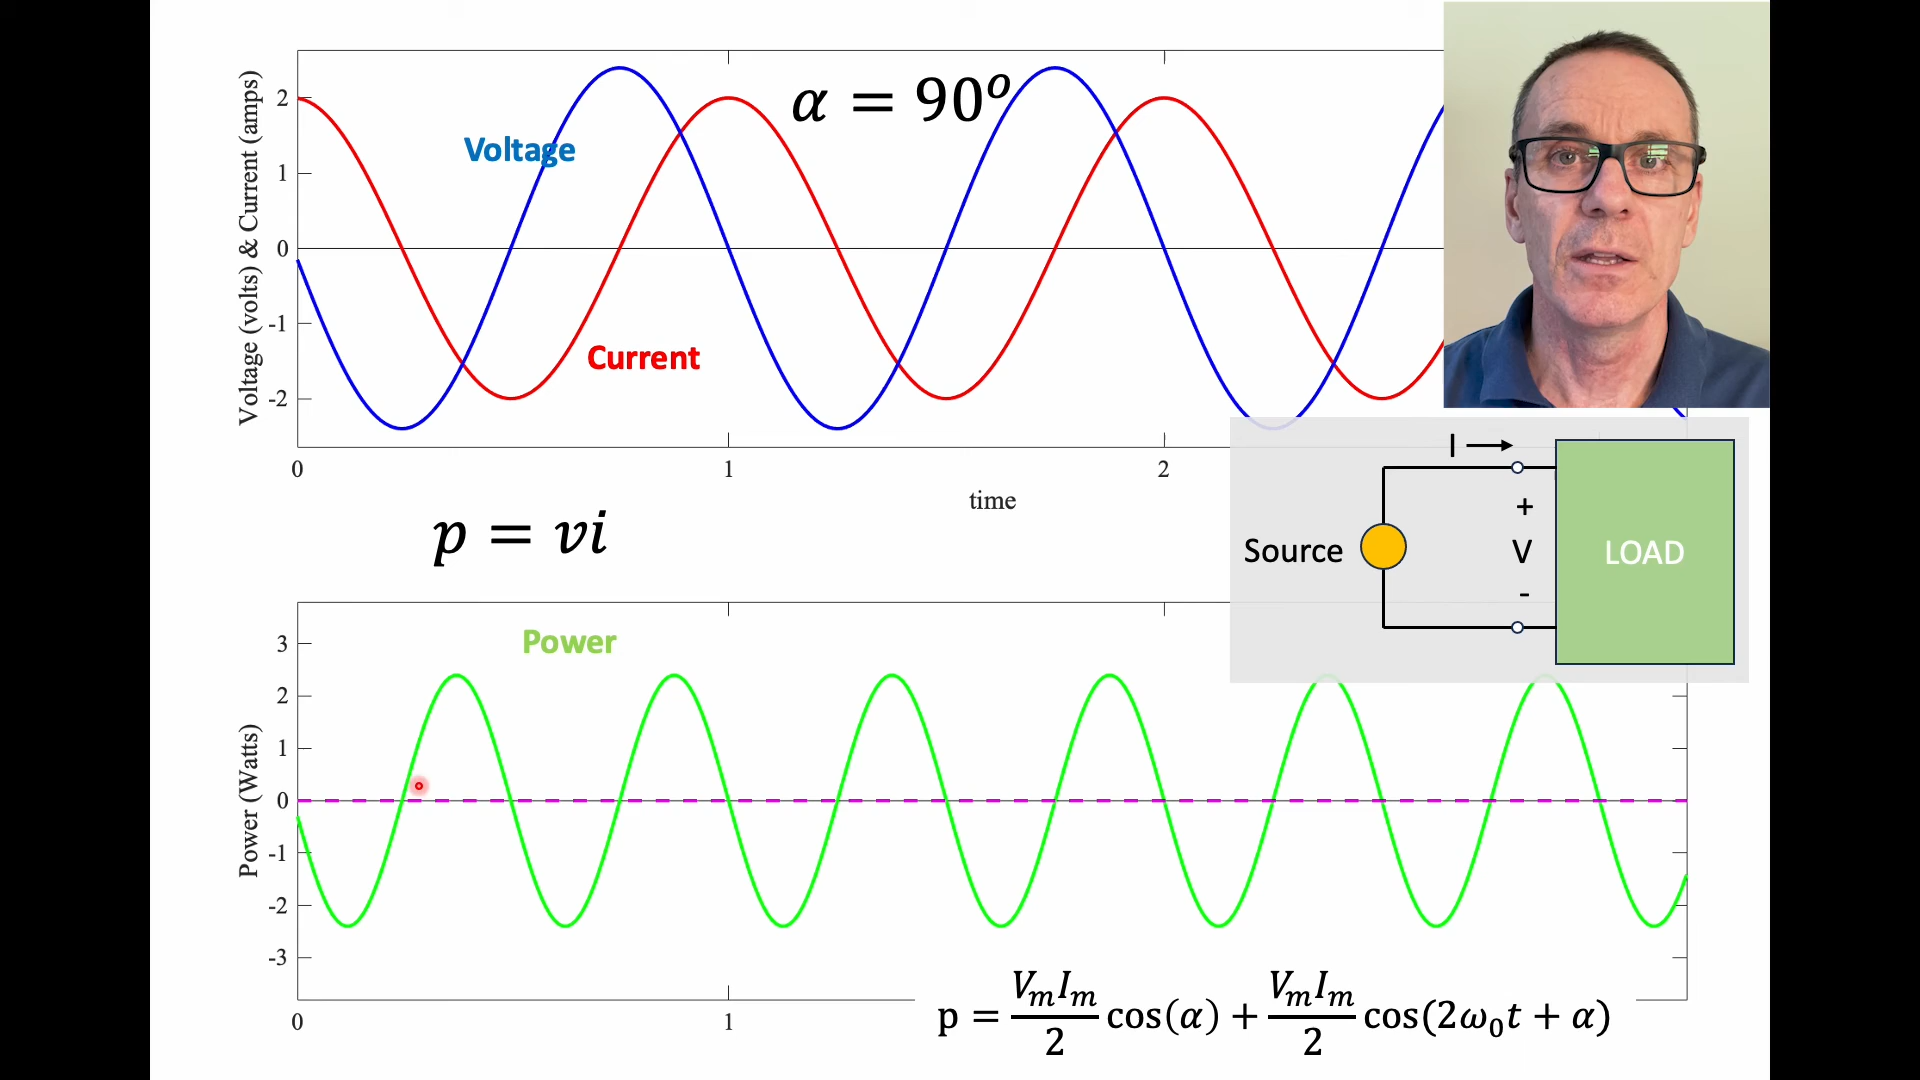 α = 90°
Voltage
Current
Voltage (volts) & Current (amps)
2
1
0
-1
-2
0
1
2
time
p = vi
I
+
Source
V
LOAD
-
Power
Power (Watts)
3
2
1
0
-1
-2
-3
0
1
p = VₘIₘ/2 cos(α) + VₘIₘ/2 cos(2ω₀t + α)